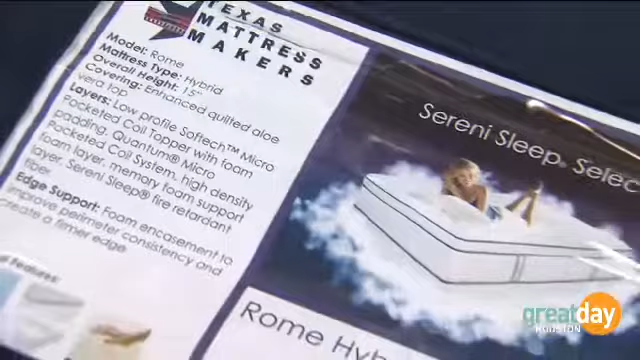 TEXAS
MATTRESS
MAKERS
Model: Rome
Mattress Type: Hybrid
Overall Height: 15"
Covering: Enhanced quilted aloe
vera top
Layers: Low profile Softech™ Micro
Pocketed Coil Topper with foam
padding, Quantum® Micro
Pocketed Coil System, high density
foam layer, memory foam support
layer, Sereni Sleep® fire retardant
fiber.
Edge Support: Foam encasement to
improve perimeter consistency and
create a firmer edge
features:
Sereni Sleep® Selec
Rome Hyb
great day
HOUSTON